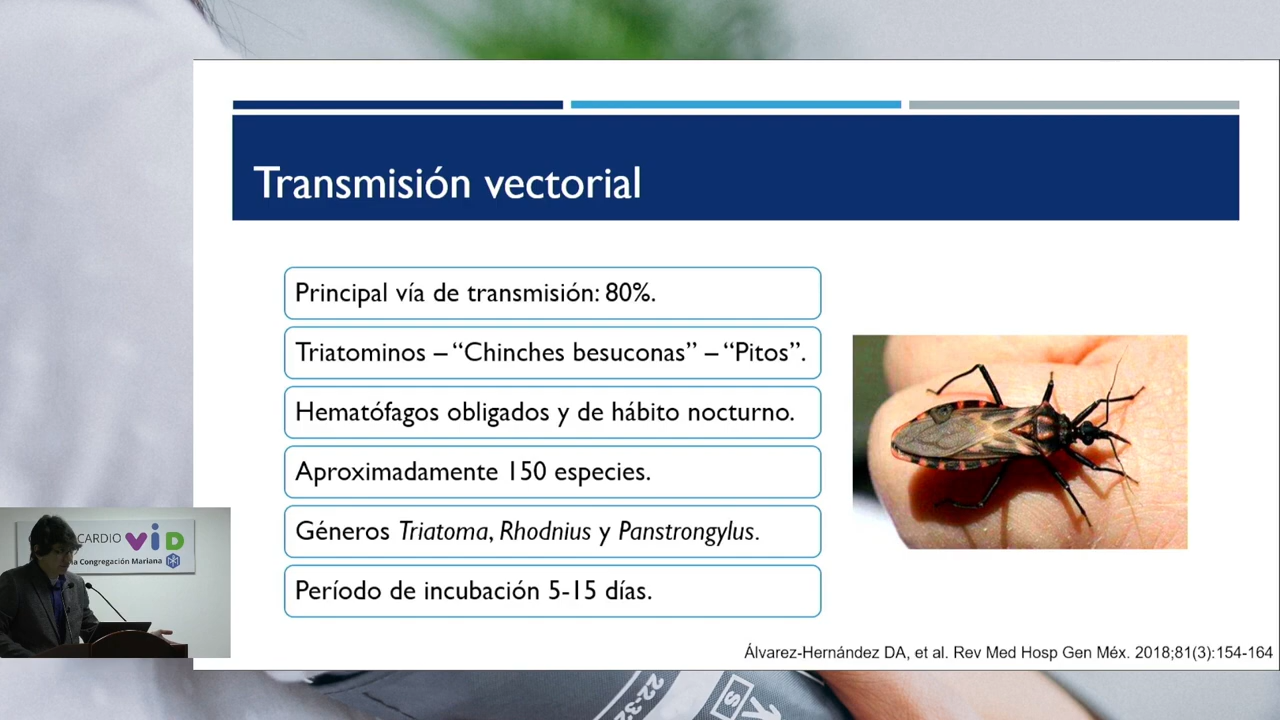 Transmisión vectorial
Principal vía de transmisión: 80%.
Triatominos – “Chinches besuconas” – “Pitos”.
Hematófagos obligados y de hábito nocturno.
Aproximadamente 150 especies.
Géneros Triatoma, Rhodnius y Panstrongylus.
Período de incubación 5-15 días.
Álvarez-Hernández DA, et al. Rev Med Hosp Gen Méx. 2018;81(3):154-164
CARDIO VID
Congregación Mariana
S